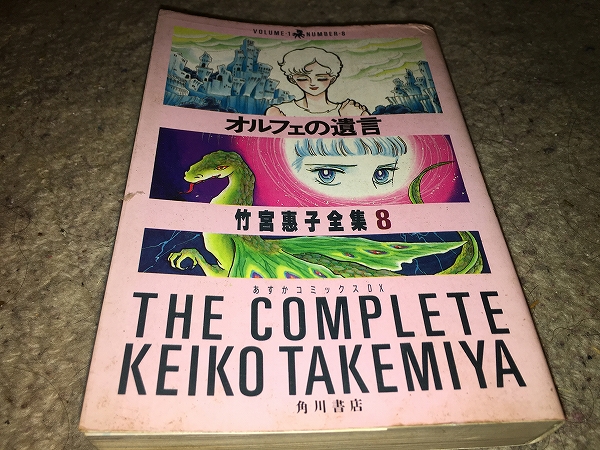 VOLUME·1 NUMBER·8
オルフェの遺言
竹宮惠子全集8
あすかコミックスDX
THE COMPLETE
KEIKO TAKEMIYA
角川書店